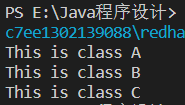 PS E:\Java程序设计>
c7ee1302139088\redha
This is class A
This is class B
This is class C